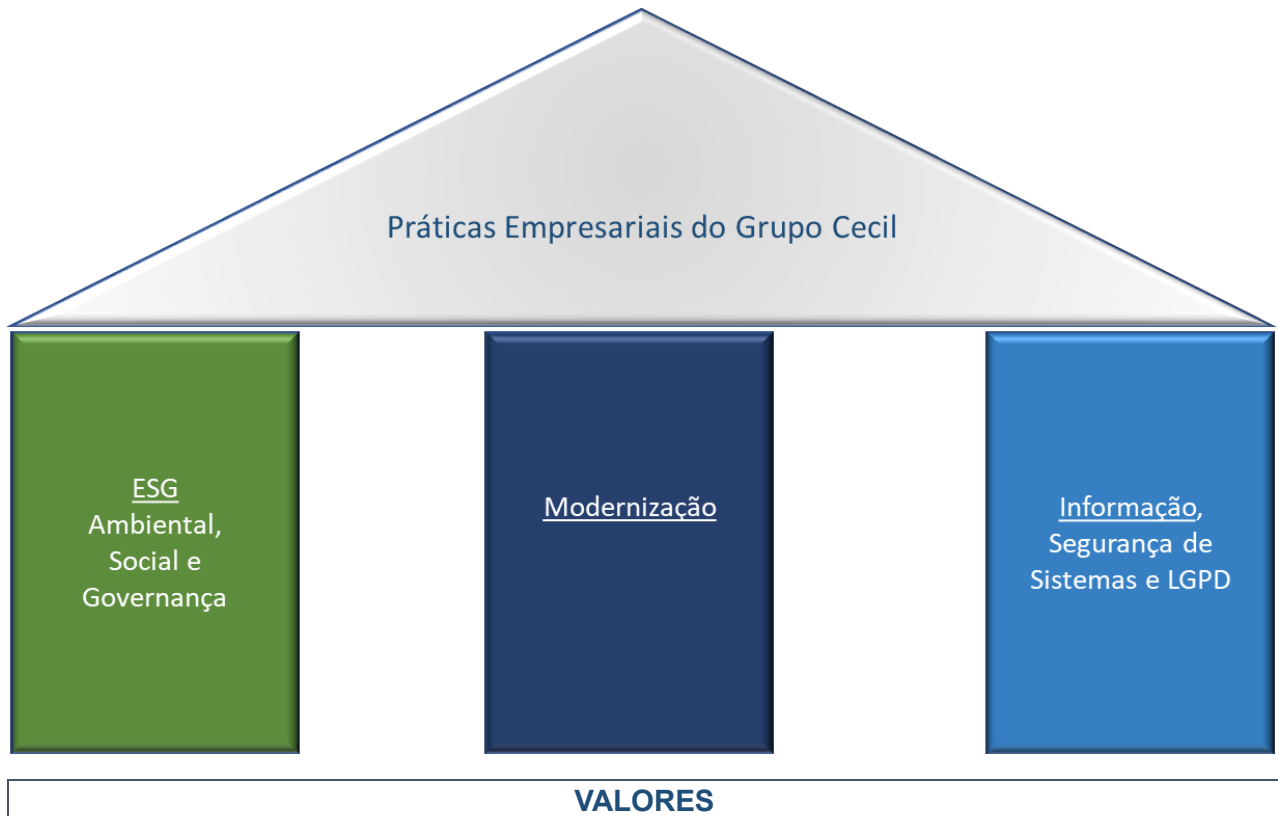 Práticas Empresariais do Grupo Cecil
ESG
Ambiental,
Social e
Governança
Modernização
Informação,
Segurança de
Sistemas e LGPD
VALORES